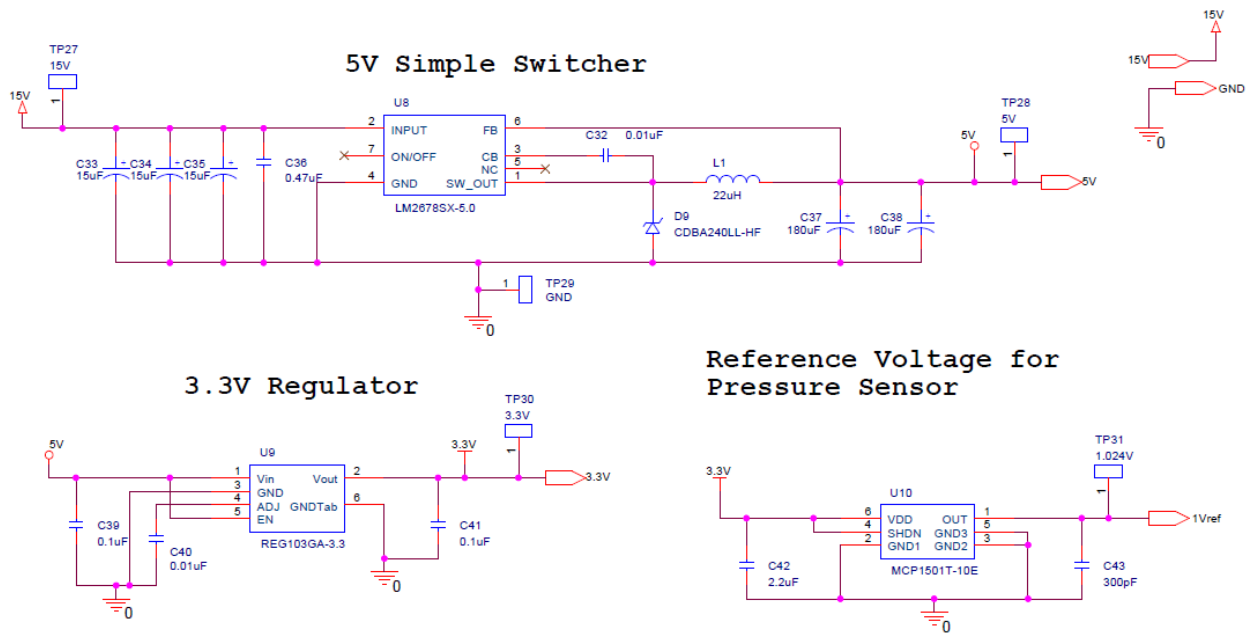 5V Simple Switcher
15V
TP27
15V
1
C33
15uF
C34
15uF
C35
15uF
C36
0.47uF
U8
2
INPUT
7
ON/OFF
4
GND
FB
6
CB
3
NC
5
SW_OUT
1
LM2678SX-5.0
C32
0.01uF
L1
22uH
D9
CDBA240LL-HF
C37
180uF
C38
180uF
5V
TP28
5V
1
5V
15V
15V
GND
0
1
TP29
GND
0
3.3V Regulator
5V
U9
1
Vin
3
GND
4
ADJ
5
EN
Vout
2
GNDTab
6
REG103GA-3.3
C39
0.1uF
C40
0.01uF
0
C41
0.1uF
0
3.3V
TP30
3.3V
1
3.3V
Reference Voltage for
Pressure Sensor
3.3V
U10
6
VDD
4
SHDN
2
GND1
OUT
1
GND3
5
GND2
3
MCP1501T-10E
C42
2.2uF
C43
300pF
TP31
1.024V
1
1Vref
0